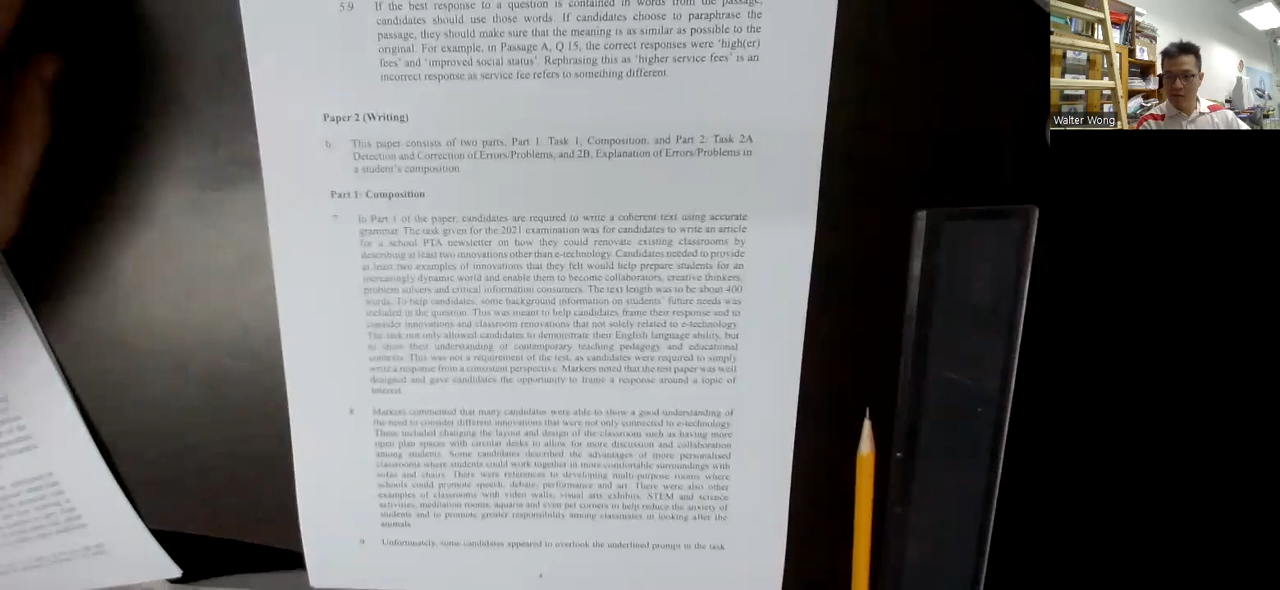 5.9 If the best response to a question is contained in words from the passage,
candidates should use those words. If candidates choose to paraphrase the
passage, they should make sure that the meaning is as similar as possible to the
original. For example, in Passage A, Q 15, the correct responses were 'high(er)
fees' and 'improved social status'. Rephrasing this as 'higher service fees' is an
incorrect response as service fee refers to something different.
Paper 2 (Writing)
6 This paper consists of two parts, Part 1: Task 1, Composition, and Part 2: Task 2A
Detection and Correction of Errors/Problems, and 2B, Explanation of Errors/Problems in
a student's composition.
Part 1: Composition
7 In Part 1 of the paper, candidates are required to write a coherent text using accurate
grammar. The task given for the 2021 examination was for candidates to write an article
for a school PTA newsletter on how they could renovate existing classrooms by
describing at least two innovations other than e-technology. Candidates needed to provide
at least two examples of innovations that they felt would help prepare students for an
increasingly dynamic world and enable them to become collaborators, creative thinkers,
problem solvers and critical information consumers. The text length was to be about 400
words. To help candidates, some background information on students' future needs was
included in the question. This was meant to help candidates frame their response and to
consider innovations and classroom renovations that not solely related to e-technology.
The task not only allowed candidates to demonstrate their English language ability, but
to show their understanding of contemporary teaching pedagogy and educational
contexts. This was not a requirement of the test, as candidates were required to simply
write a response from a consistent perspective. Markers noted that the test paper was well
designed and gave candidates the opportunity to frame a response around a topic of
interest.
8 Markers commented that many candidates were able to show a good understanding of
the need to consider different innovations that were not only connected to e-technology.
These included changing the layout and design of the classroom such as having more
open plan spaces with circular desks to allow for more discussion and collaboration
among students. Some candidates described the advantages of more personalised
classrooms where students could work together in more comfortable surroundings with
sofas and chairs. There were references to developing multi-purpose rooms where
schools could promote speech, debate, performance and art. There were also other
examples of classrooms with video walls, visual arts exhibits, STEM and science
activities, meditation rooms, aquaria and even pet corners to help reduce the anxiety of
students and to promote greater responsibility among classmates in looking after the
animals.
9 Unfortunately, some candidates appeared to overlook the underlined prompt in the task
4
Walter Wong